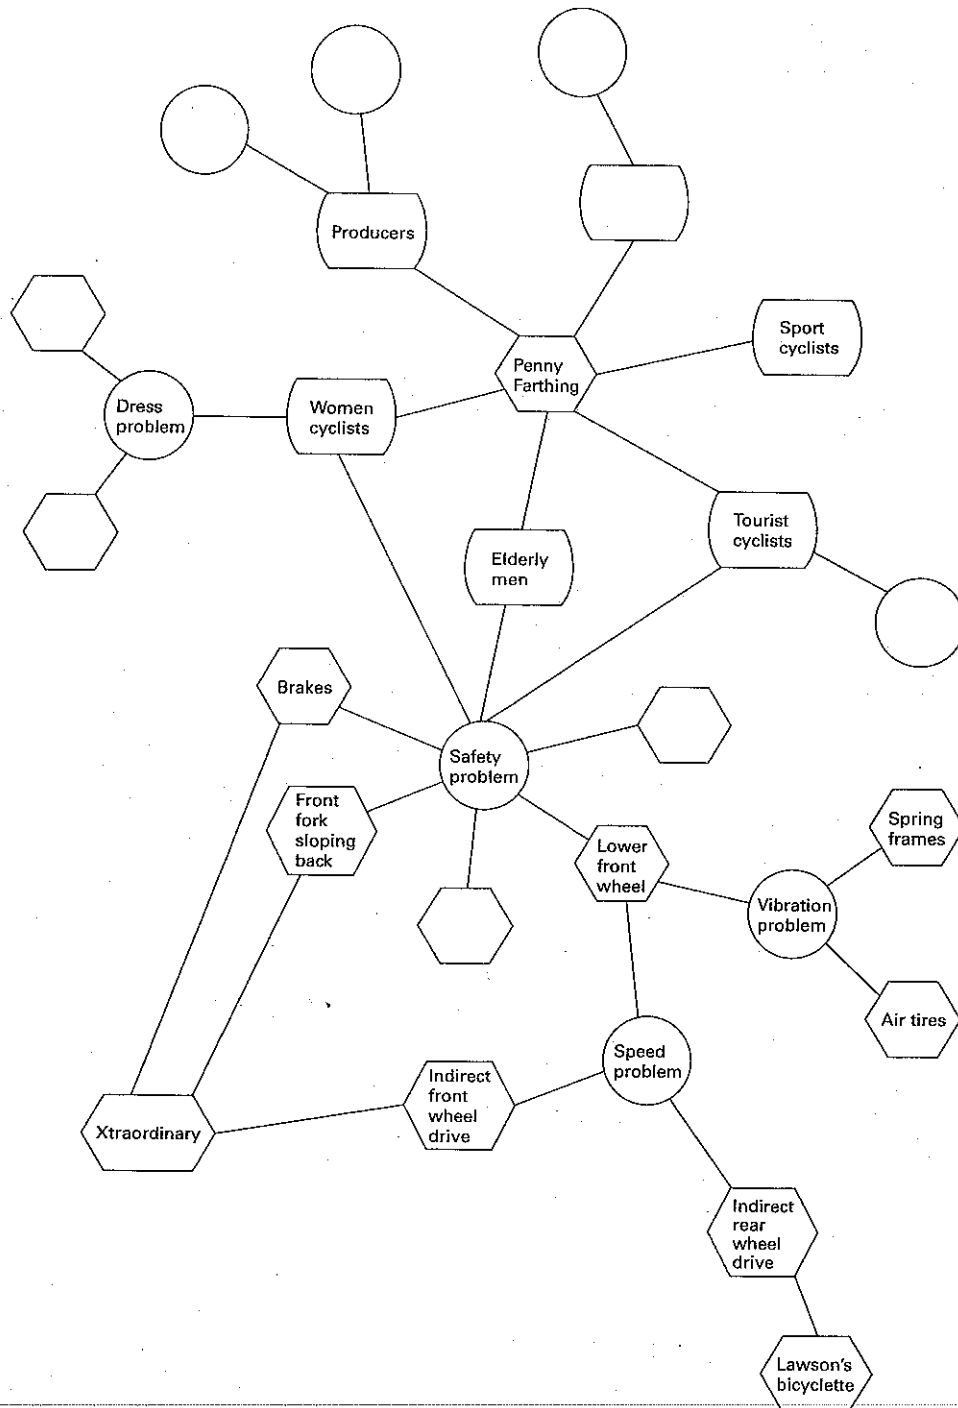 Producers
Sport
cyclists
Penny
Farthing
Dress
problem
Women
cyclists
Tourist
cyclists
Elderly
men
Brakes
Safety
problem
Front
fork
sloping
back
Lower
front
wheel
Spring
frames
Vibration
problem
Air tires
Speed
problem
Indirect
front
wheel
drive
Xtraordinary
Indirect
rear
wheel
drive
Lawson's
bicyclette